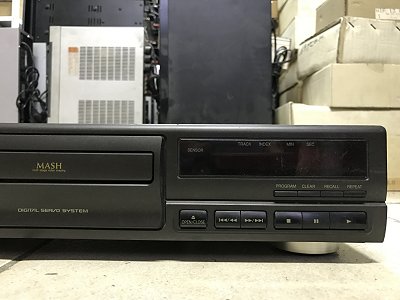 TRACK INDEX MIN SEC
SENSOR
MASH
PROGRAM CLEAR RECALL REPEAT
DIGITAL SERVO SYSTEM
OPEN/CLOSE